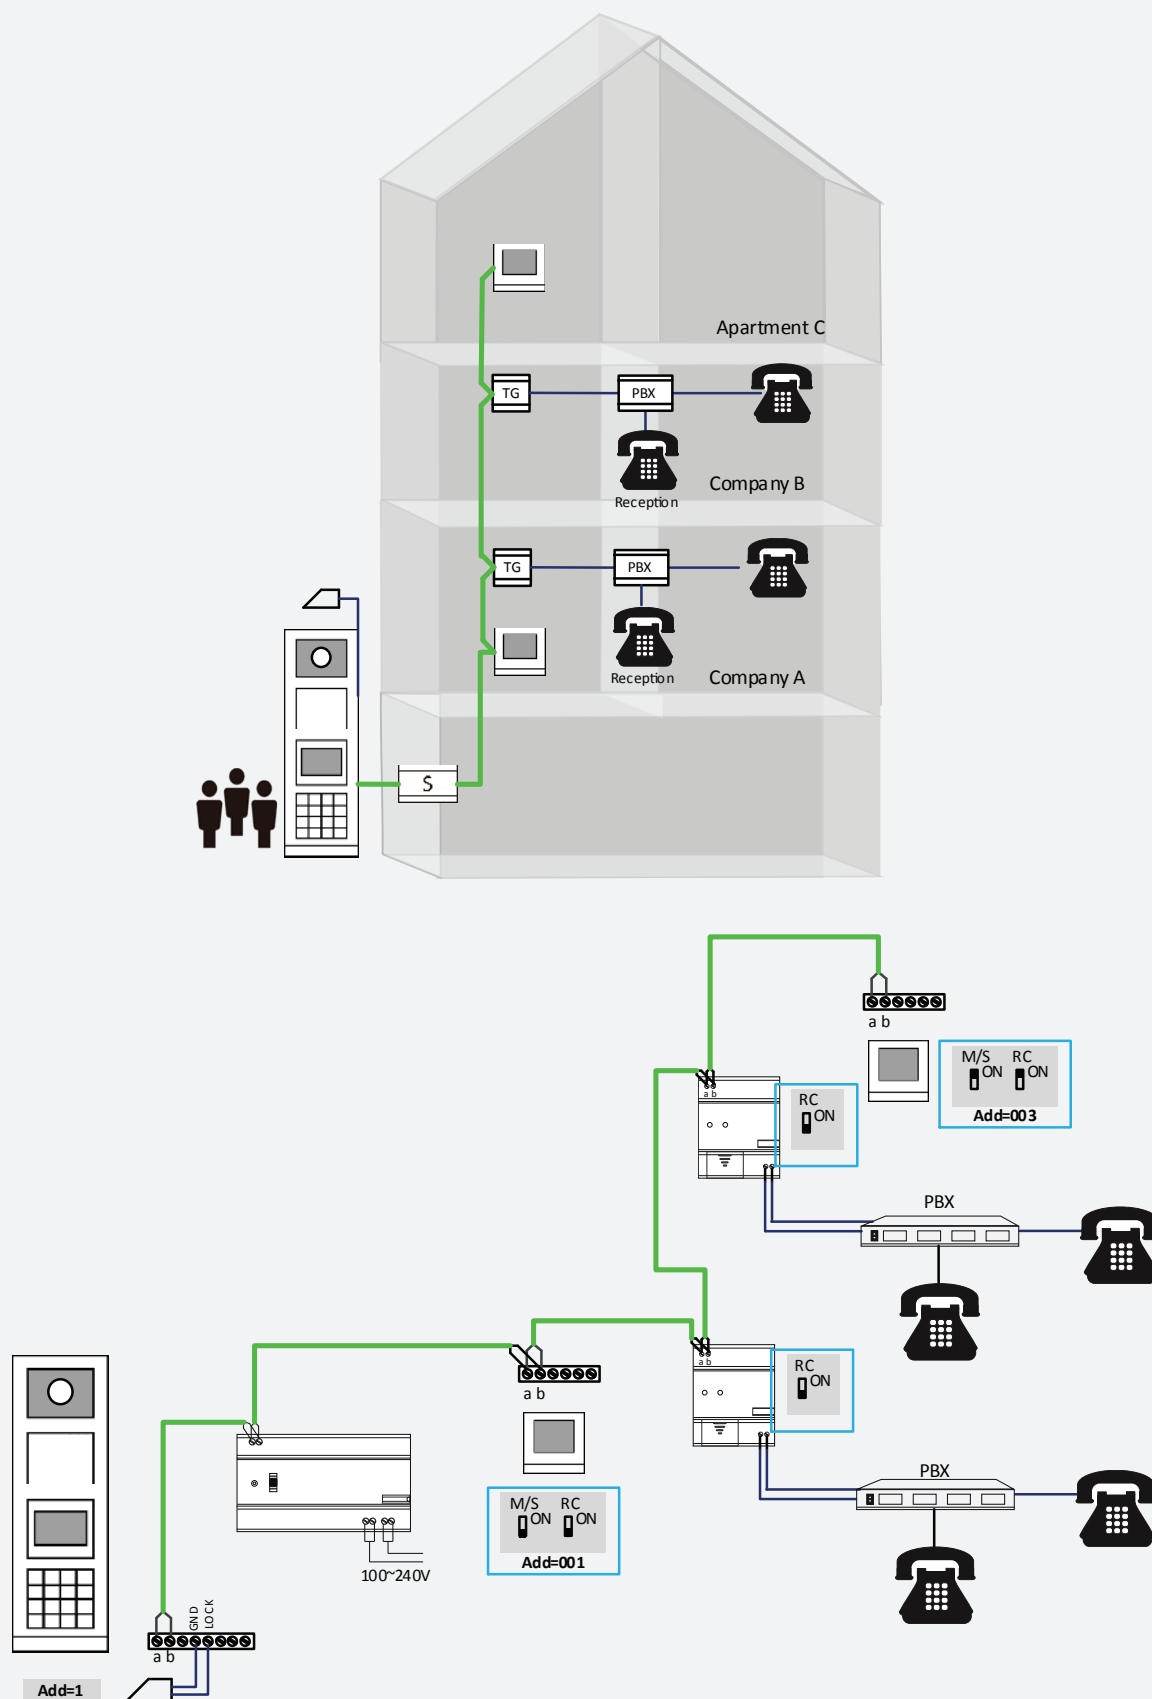 Apartment C
TG
PBX
Reception
Company B
TG
PBX
Reception
Company A
S
a b
M/S RC
ON ON
Add=003
a b
RC
ON
PBX
a b
RC
ON
a b
PBX
M/S RC
ON ON
Add=001
100~240V
GND
LOCK
a b
Add=1